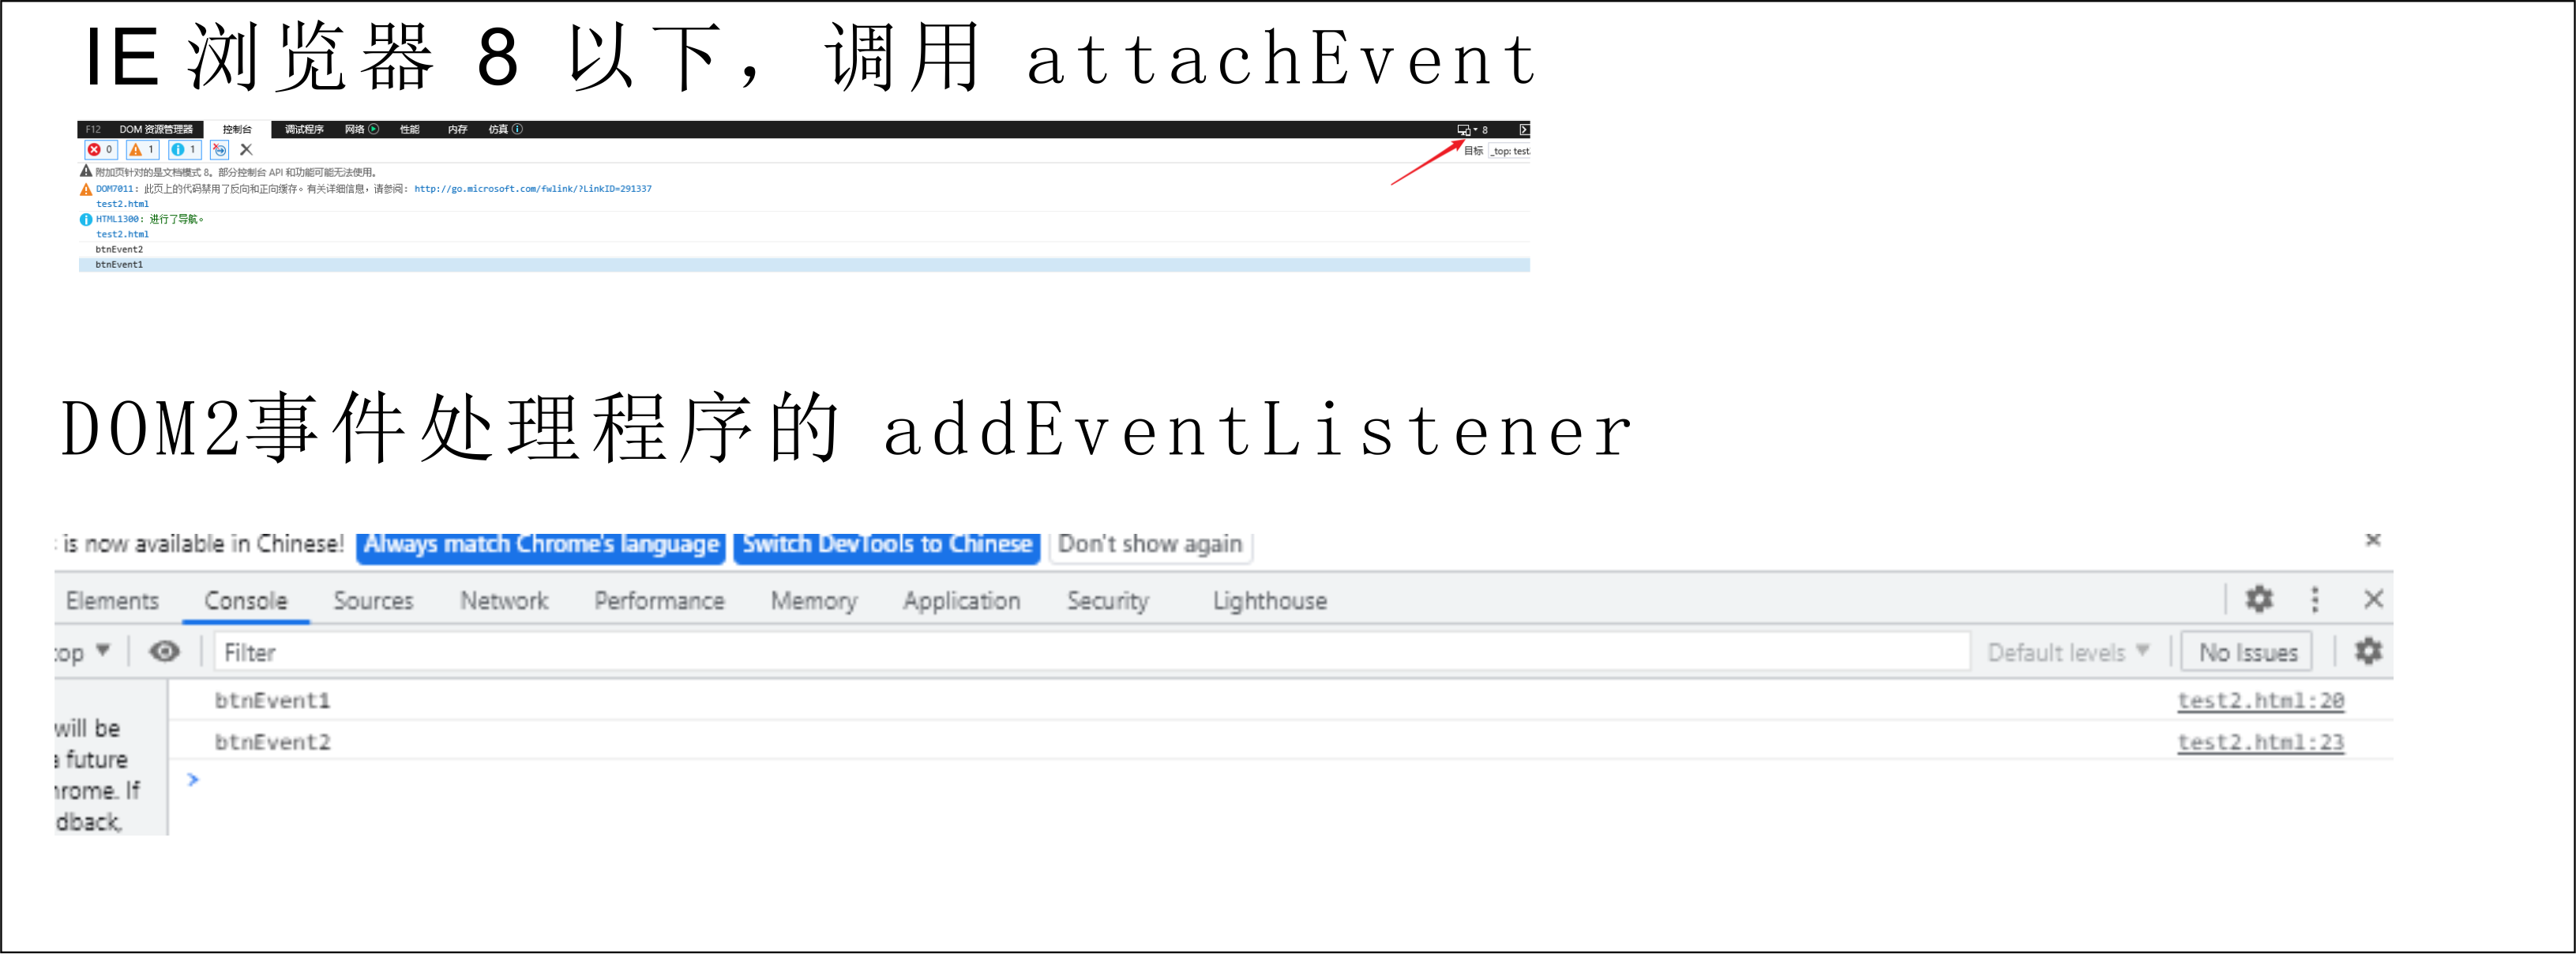 IE 浏览器 8 以下，调用 attachEvent
F12 DOM 资源管理器 控制台 调试程序 网络 性能 内存 仿真 8
0 1 1 目标 _top: test
附加页针对的是文档模式 8。部分控制台 API 和功能可能无法使用。
DOM7011: 此页上的代码禁用了反向和正向缓存。有关详细信息，请参阅: http://go.microsoft.com/fwlink/?LinkID=291337
test2.html
HTML1300: 进行了导航。
test2.html
btnEvent2
btnEvent1
DOM2事件处理程序的 addEventListener
is now available in Chinese! Always match Chrome's language Switch DevTools to Chinese Don't show again
Elements Console Sources Network Performance Memory Application Security Lighthouse
top Filter Default levels No Issues
btnEvent1 test2.html:20
will be
btnEvent2 test2.html:23
a future
hrome. If
dback,